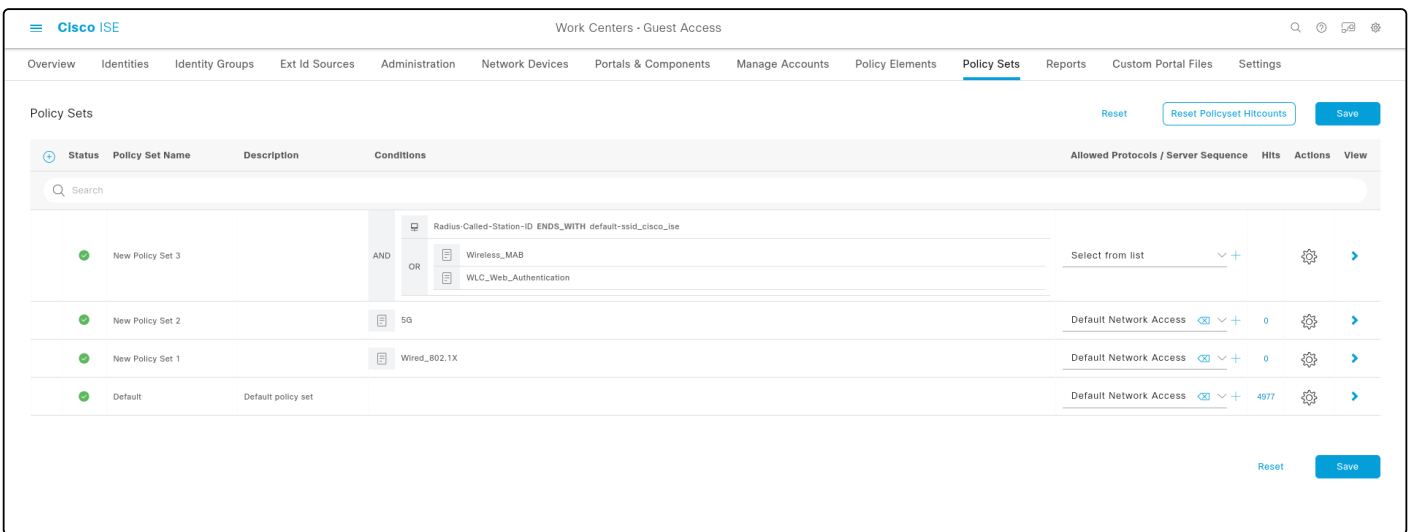 Cisco ISE
Work Centers · Guest Access
Overview Identities Identity Groups Ext Id Sources Administration Network Devices Portals & Components Manage Accounts Policy Elements Policy Sets Reports Custom Portal Files Settings
Policy Sets Reset Reset Policyset Hitcounts Save
Status Policy Set Name Description Conditions Allowed Protocols / Server Sequence Hits Actions View
Search
Radius·Called-Station-ID ENDS_WITH default-ssid_cisco_ise
New Policy Set 3 AND OR Wireless_MAB Select from list
WLC_Web_Authentication
New Policy Set 2 5G Default Network Access 0
New Policy Set 1 Wired_802.1X Default Network Access 0
Default Default policy set Default Network Access 4977
Reset Save